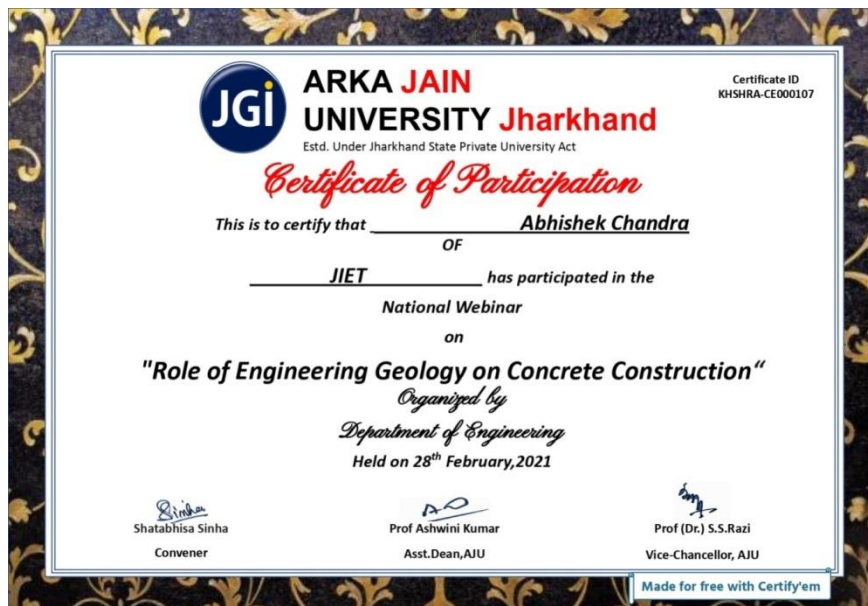 JGi
ARKA JAIN
UNIVERSITY Jharkhand
Estd. Under Jharkhand State Private University Act
Certificate ID
KHSHRA-CE000107
Certificate of Participation
This is to certify that Abhishek Chandra
OF
JIET has participated in the
National Webinar
on
"Role of Engineering Geology on Concrete Construction“
Organized by
Department of Engineering
Held on 28th February,2021
Sinha
Shatabhisa Sinha
Convener
Prof Ashwini Kumar
Asst.Dean,AJU
Prof (Dr.) S.S.Razi
Vice-Chancellor, AJU
Made for free with Certify'em